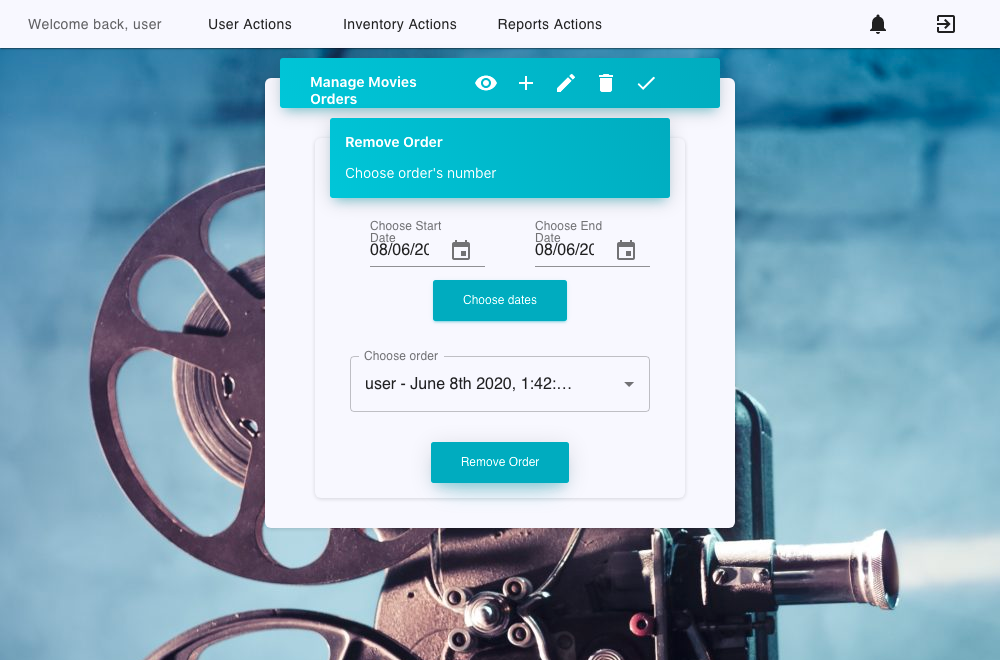 Welcome back, user
User Actions
Inventory Actions
Reports Actions
Manage Movies
Orders
Remove Order
Choose order's number
Choose Start
Date
08/06/20
Choose End
Date
08/06/20
Choose dates
Choose order
user - June 8th 2020, 1:42:…
Remove Order